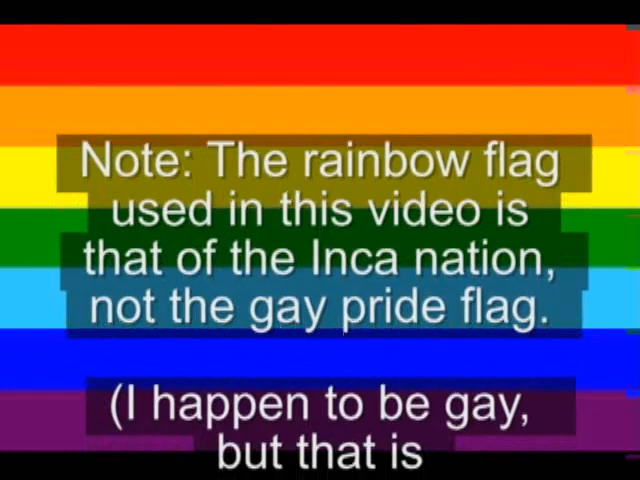 Note: The rainbow flag
used in this video is
that of the Inca nation,
not the gay pride flag.
(I happen to be gay,
but that is